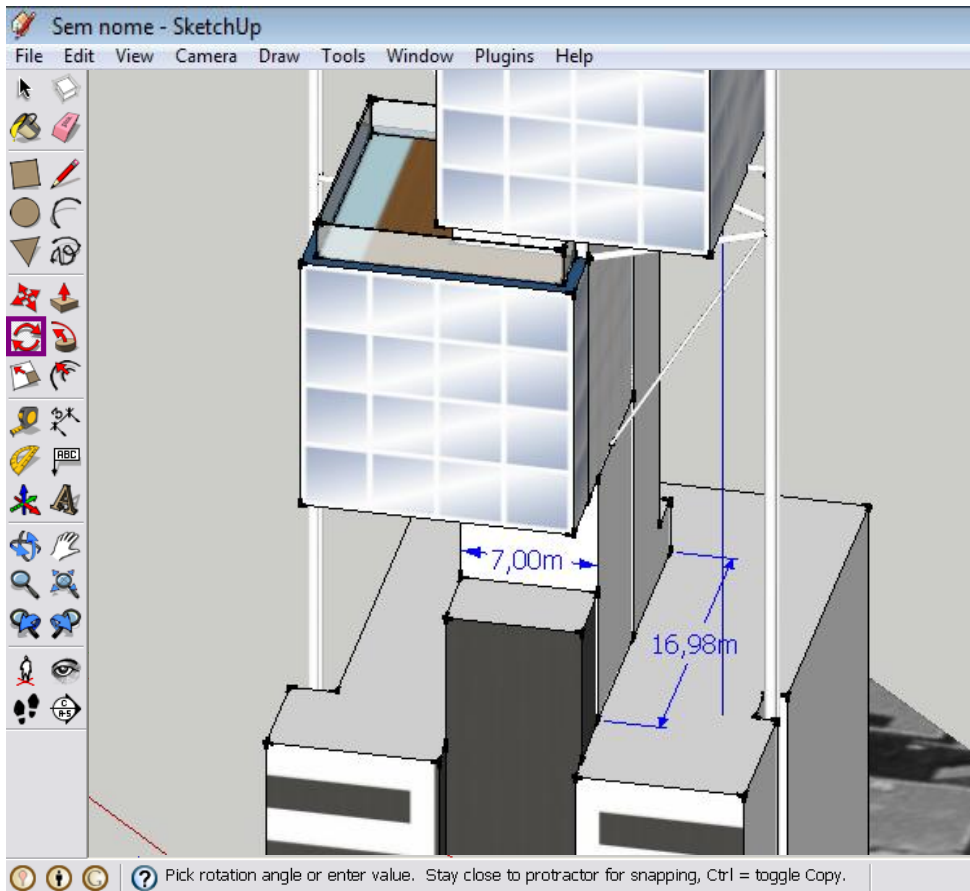 Sem nome - SketchUp
File Edit View Camera Draw Tools Window Plugins Help
ABC
A
C
A-5
7,00m
16,98m
Pick rotation angle or enter value. Stay close to protractor for snapping, Ctrl = toggle Copy.